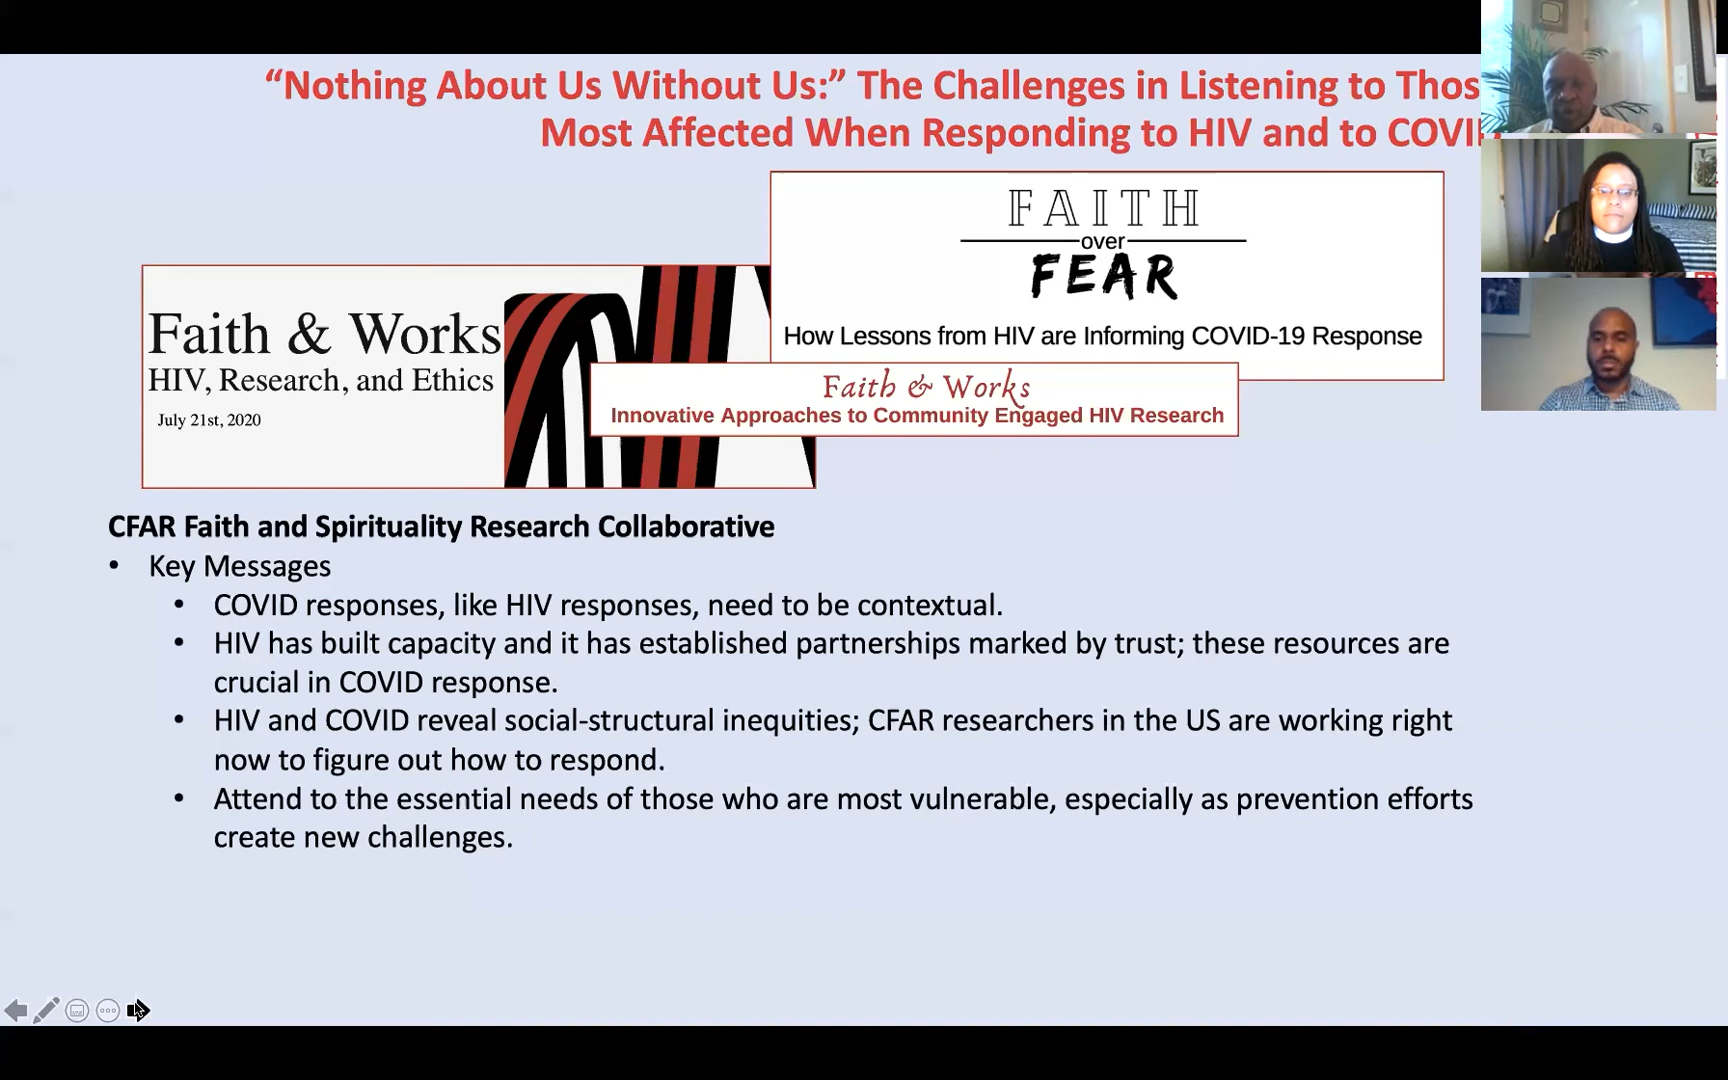 “Nothing About Us Without Us:” The Challenges in Listening to Thos
Most Affected When Responding to HIV and to COVI
FAITH
over
FEAR
How Lessons from HIV are Informing COVID-19 Response
Faith & Works
HIV, Research, and Ethics
July 21st, 2020
Faith & Works
Innovative Approaches to Community Engaged HIV Research
CFAR Faith and Spirituality Research Collaborative
• Key Messages
• COVID responses, like HIV responses, need to be contextual.
• HIV has built capacity and it has established partnerships marked by trust; these resources are
crucial in COVID response.
• HIV and COVID reveal social-structural inequities; CFAR researchers in the US are working right
now to figure out how to respond.
• Attend to the essential needs of those who are most vulnerable, especially as prevention efforts
create new challenges.